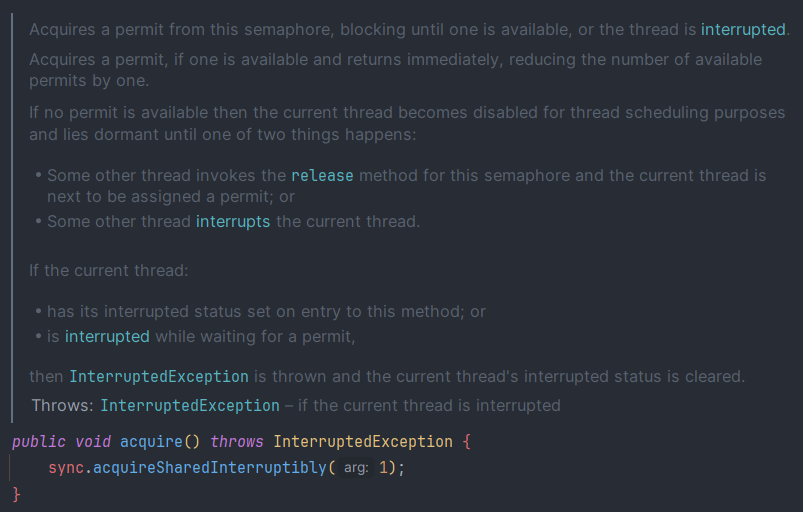 Acquires a permit from this semaphore, blocking until one is available, or the thread is interrupted.
Acquires a permit, if one is available and returns immediately, reducing the number of available
permits by one.
If no permit is available then the current thread becomes disabled for thread scheduling purposes
and lies dormant until one of two things happens:
• Some other thread invokes the release method for this semaphore and the current thread is
next to be assigned a permit; or
• Some other thread interrupts the current thread.
If the current thread:
• has its interrupted status set on entry to this method; or
• is interrupted while waiting for a permit,
then InterruptedException is thrown and the current thread's interrupted status is cleared.
Throws: InterruptedException – if the current thread is interrupted
public void acquire() throws InterruptedException {
    sync.acquireSharedInterruptibly( arg: 1);
}